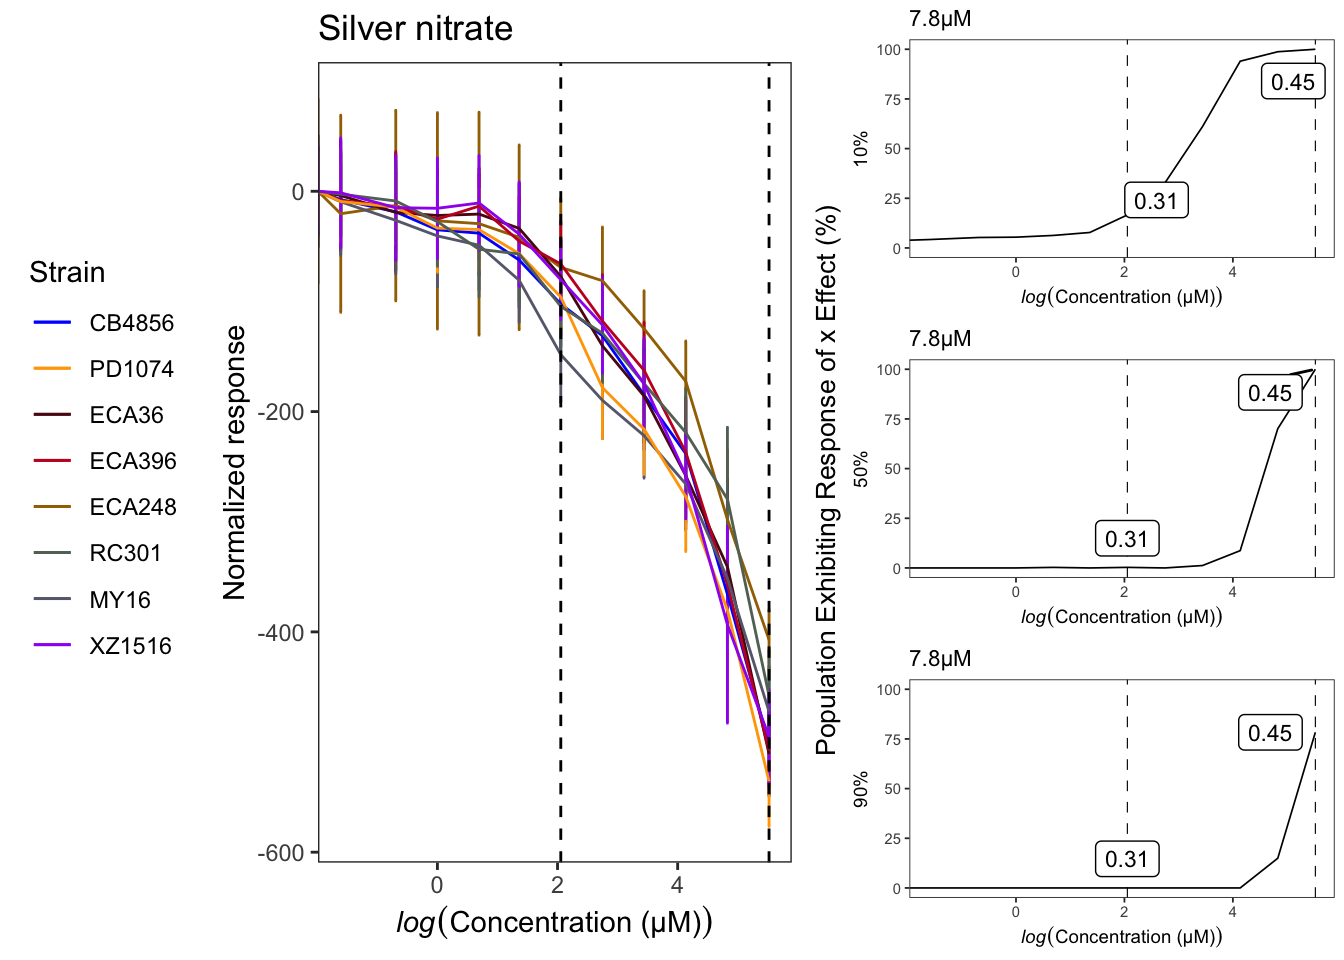 Silver nitrate
Strain
CB4856
PD1074
ECA36
ECA396
ECA248
RC301
MY16
XZ1516
Normalized response
0
-200
-400
-600
0 2 4
log(Concentration (µM))
Population Exhibiting Response of x Effect (%)
7.8µM
10%
100
75
50
25
0
0.45
0.31
0 2 4
log(Concentration (µM))
7.8µM
50%
100
75
50
25
0
0.45
0.31
0 2 4
log(Concentration (µM))
7.8µM
90%
100
75
50
25
0
0.45
0.31
0 2 4
log(Concentration (µM))